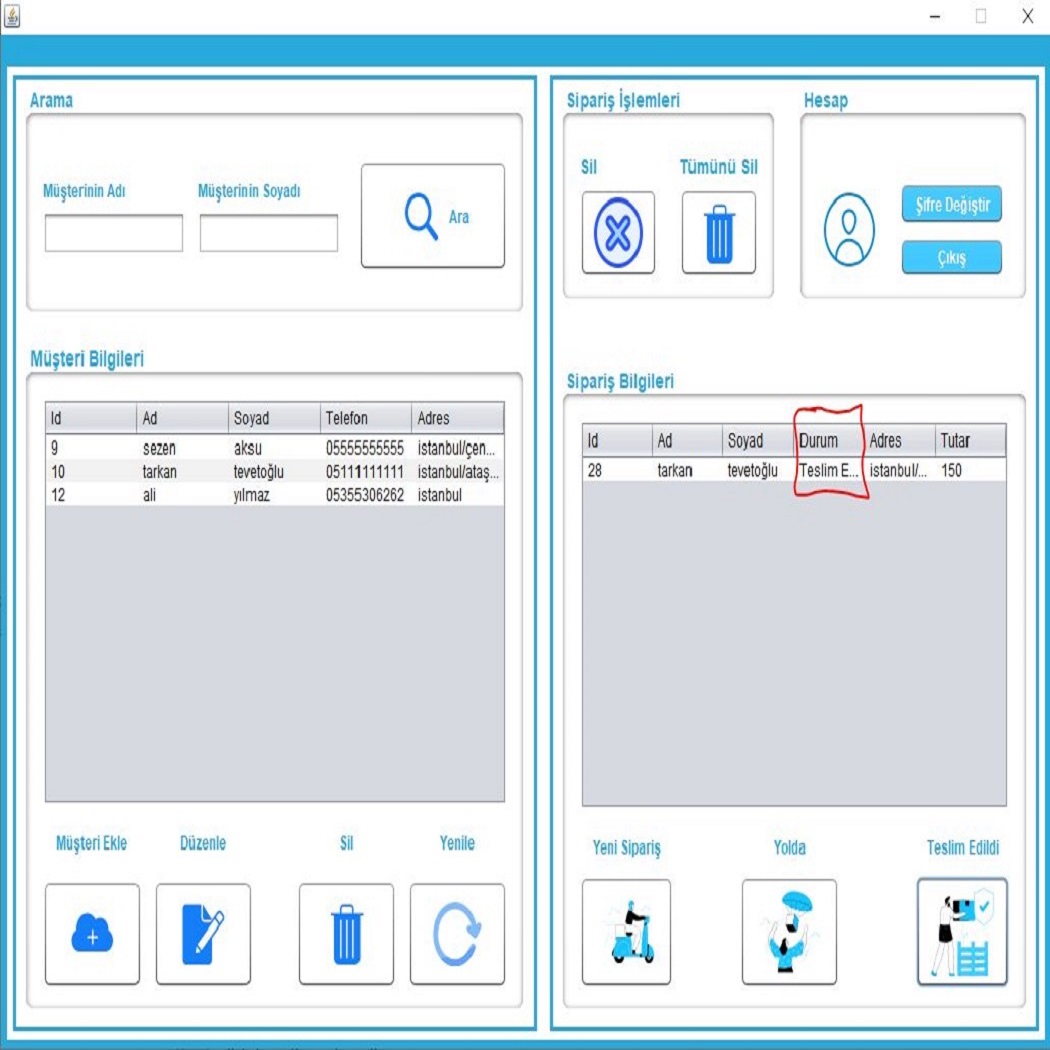 Arama
Müşterinin Adı
Müşterinin Soyadı
Ara
Müşteri Bilgileri
Id Ad Soyad Telefon Adres
9 sezen aksu 05555555555 istanbul/çen...
10 tarkan tevetoğlu 05111111111 istanbul/ataş...
12 ali yılmaz 05355306262 istanbul
Müşteri Ekle
Düzenle
Sil
Yenile
Sipariş İşlemleri
Sil
Tümünü Sil
Hesap
Şifre Değiştir
Çıkış
Sipariş Bilgileri
Id Ad Soyad Durum Adres Tutar
28 tarkan tevetoğlu Teslim E... istanbul/... 150
Yeni Sipariş
Yolda
Teslim Edildi